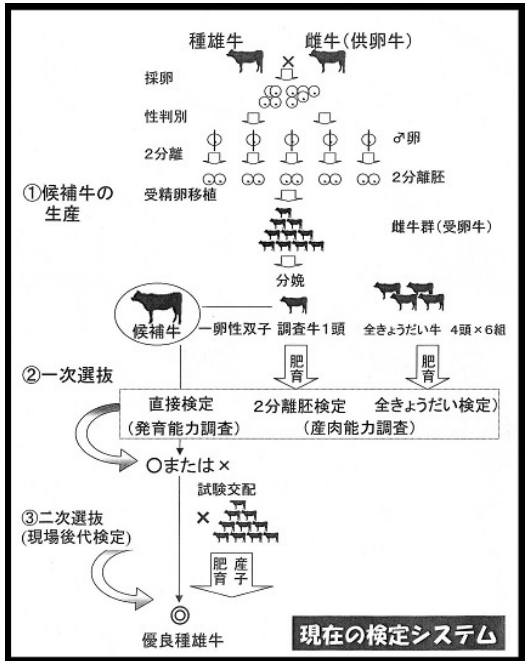 種雄牛 × 雌牛(供卵牛)
採卵
性判別
♂卵
2分離
2分離胚
受精卵移植
①候補牛の
生産
雌牛群(受卵牛)
分娩
候補牛 一卵性双子 調査牛1頭 全きょうだい牛 4頭×6組
肥育 肥育
②一次選抜
直接検定 2分離胚検定 全きょうだい検定)
(発育能力調査) (産肉能力調査)
○または×
試験交配
×
③二次選抜
(現場後代検定)
産子
肥育
◎
優良種雄牛
現在の検定システム